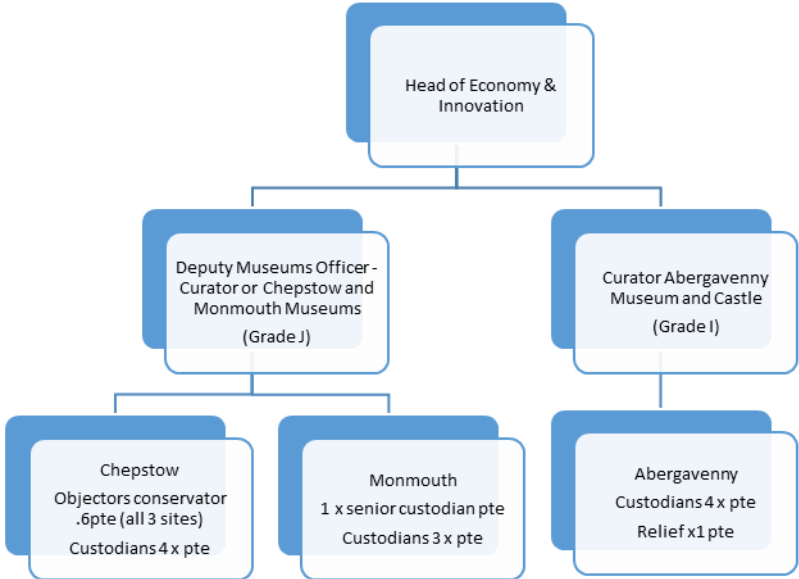 Head of Economy &
Innovation
Deputy Museums Officer -
Curator or Chepstow and
Monmouth Museums
(Grade J)
Curator Abergavenny
Museum and Castle
(Grade I)
Chepstow
Objectors conservator
.6pte (all 3 sites)
Custodians 4 x pte
Monmouth
1 x senior custodian pte
Custodians 3 x pte
Abergavenny
Custodians 4 x pte
Relief x1 pte